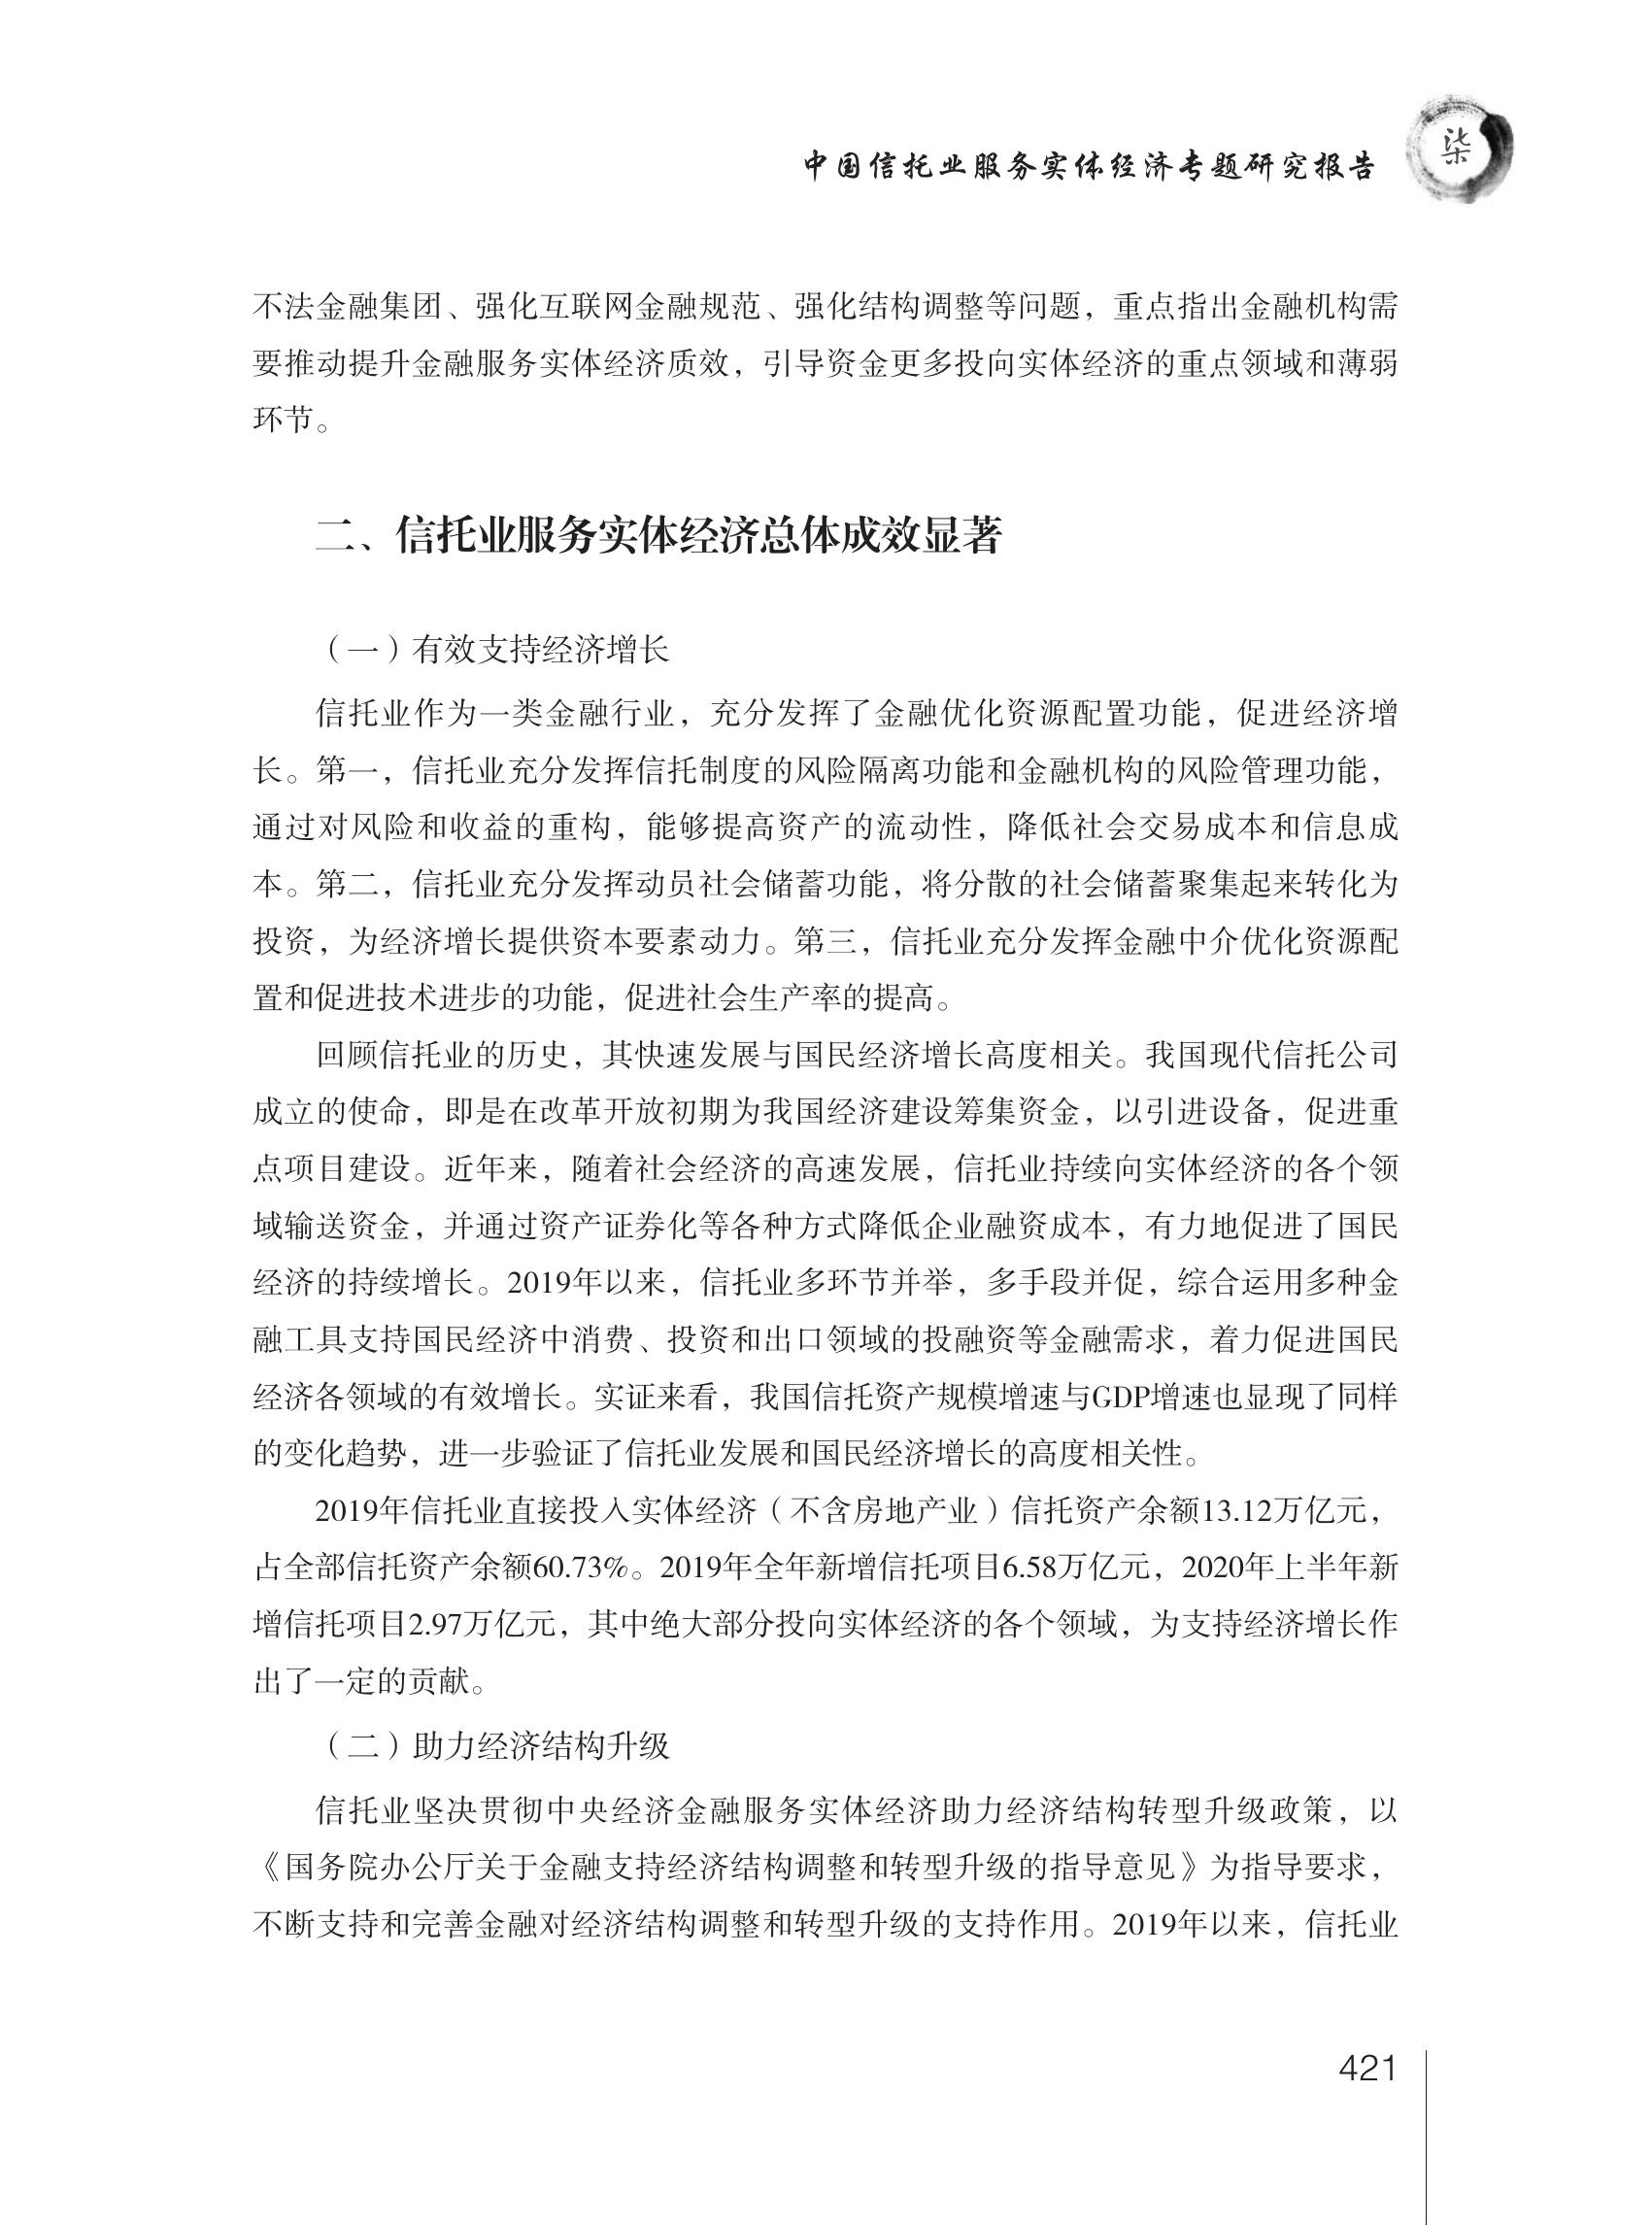 中国信托业服务实体经济专题研究报告
柒
不法金融集团、强化互联网金融规范、强化结构调整等问题，重点指出金融机构需
要推动提升金融服务实体经济质效，引导资金更多投向实体经济的重点领域和薄弱
环节。
二、信托业服务实体经济总体成效显著
（一）有效支持经济增长
信托业作为一类金融行业，充分发挥了金融优化资源配置功能，促进经济增
长。第一，信托业充分发挥信托制度的风险隔离功能和金融机构的风险管理功能，
通过对风险和收益的重构，能够提高资产的流动性，降低社会交易成本和信息成
本。第二，信托业充分发挥动员社会储蓄功能，将分散的社会储蓄聚集起来转化为
投资，为经济增长提供资本要素动力。第三，信托业充分发挥金融中介优化资源配
置和促进技术进步的功能，促进社会生产率的提高。
回顾信托业的历史，其快速发展与国民经济增长高度相关。我国现代信托公司
成立的使命，即是在改革开放初期为我国经济建设筹集资金，以引进设备，促进重
点项目建设。近年来，随着社会经济的高速发展，信托业持续向实体经济的各个领
域输送资金，并通过资产证券化等各种方式降低企业融资成本，有力地促进了国民
经济的持续增长。2019年以来，信托业多环节并举，多手段并促，综合运用多种金
融工具支持国民经济中消费、投资和出口领域的投融资等金融需求，着力促进国民
经济各领域的有效增长。实证来看，我国信托资产规模增速与GDP增速也显现了同样
的变化趋势，进一步验证了信托业发展和国民经济增长的高度相关性。
2019年信托业直接投入实体经济（不含房地产业）信托资产余额13.12万亿元，
占全部信托资产余额60.73%。2019年全年新增信托项目6.58万亿元，2020年上半年新
增信托项目2.97万亿元，其中绝大部分投向实体经济的各个领域，为支持经济增长作
出了一定的贡献。
（二）助力经济结构升级
信托业坚决贯彻中央经济金融服务实体经济助力经济结构转型升级政策，以
《国务院办公厅关于金融支持经济结构调整和转型升级的指导意见》为指导要求，
不断支持和完善金融对经济结构调整和转型升级的支持作用。2019年以来，信托业
421